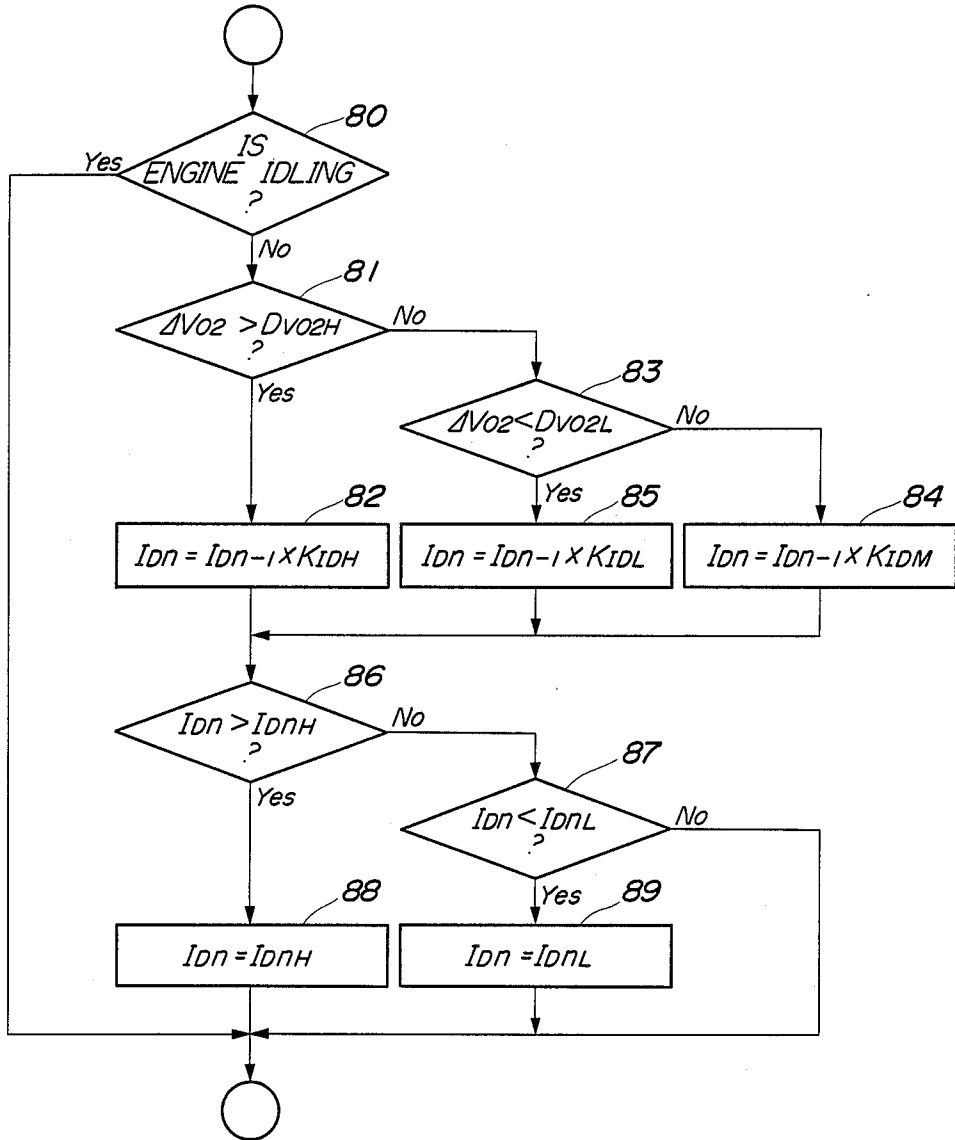 80
IS
ENGINE IDLING
?
Yes
No
81
ΔVO2 > DVO2H
?
No
Yes
83
ΔVO2 < DVO2L
?
No
Yes
82
IDn = IDn-1 × KIDH
85
IDn = IDn-1 × KIDL
84
IDn = IDn-1 × KIDM
86
IDn > IDnH
?
No
Yes
87
IDn < IDnL
?
No
Yes
88
IDn = IDnH
89
IDn = IDnL